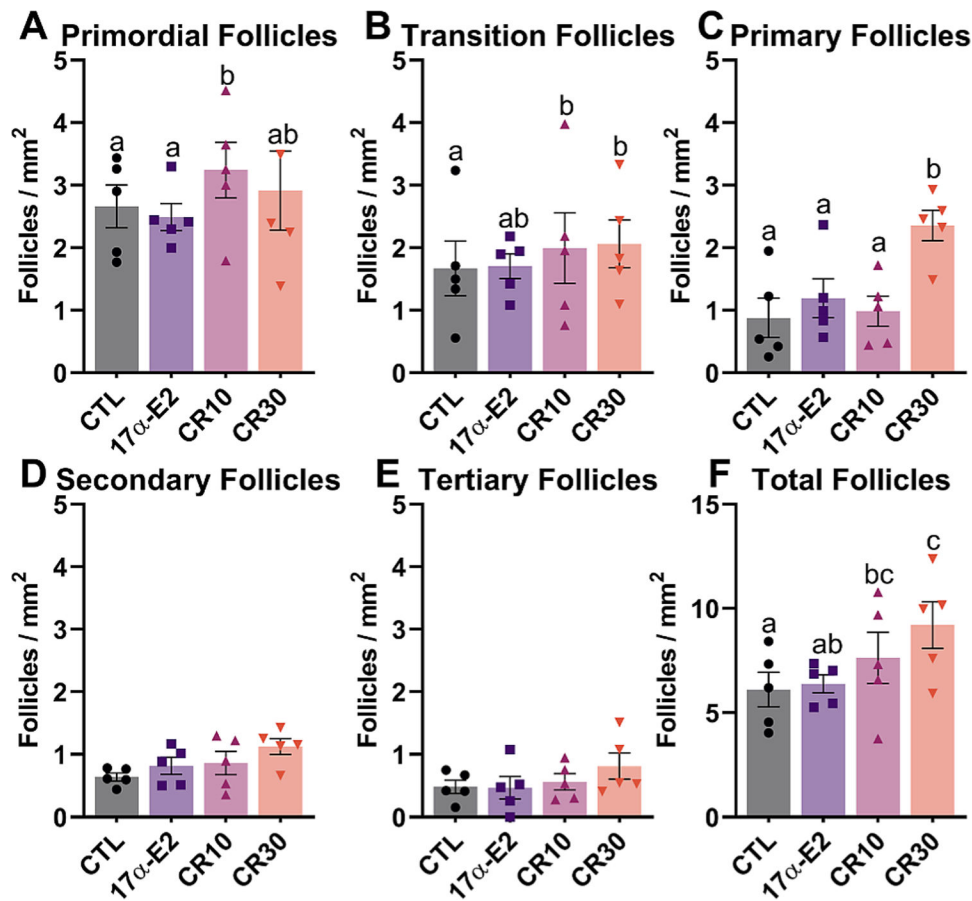 A Primordial Follicles
Follicles / mm²
5
4
3
2
1
0
a
a
b
ab
CTL
17α-E2
CR10
CR30
B Transition Follicles
Follicles / mm²
5
4
3
2
1
0
a
ab
b
b
CTL
17α-E2
CR10
CR30
C Primary Follicles
Follicles / mm²
5
4
3
2
1
0
a
a
a
b
CTL
17α-E2
CR10
CR30
D Secondary Follicles
Follicles / mm²
5
4
3
2
1
0
CTL
17α-E2
CR10
CR30
E Tertiary Follicles
Follicles / mm²
5
4
3
2
1
0
CTL
17α-E2
CR10
CR30
F Total Follicles
Follicles / mm²
15
10
5
0
a
ab
bc
c
CTL
17α-E2
CR10
CR30